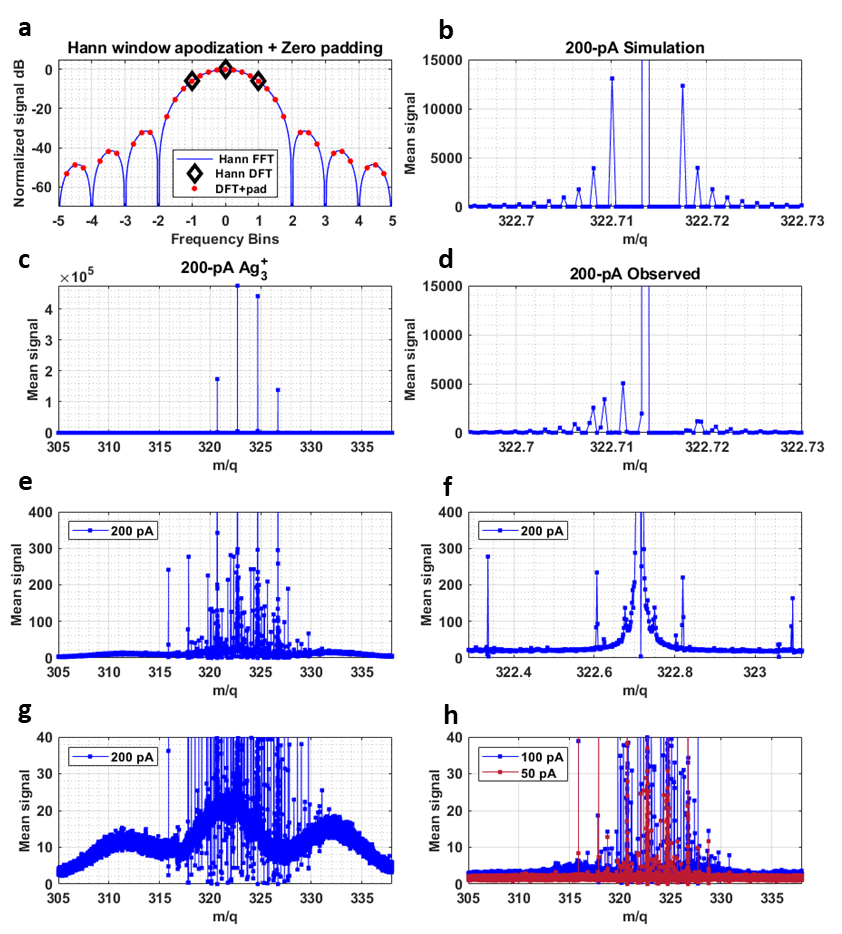 a
Hann window apodization + Zero padding
Normalized signal dB
0
-20
-40
-60
Hann FFT
Hann DFT
DFT+pad
-5 -4 -3 -2 -1 0 1 2 3 4 5
Frequency Bins
b
200-pA Simulation
Mean signal
15000
10000
5000
0
322.7 322.71 322.72 322.73
m/q
c
200-pA Ag3+
×10^5
Mean signal
4
3
2
1
0
305 310 315 320 325 330 335
m/q
d
200-pA Observed
Mean signal
15000
10000
5000
0
322.7 322.71 322.72 322.73
m/q
e
Mean signal
400
300
200
100
0
200 pA
305 310 315 320 325 330 335
m/q
f
Mean signal
400
300
200
100
0
200 pA
322.4 322.6 322.8 323
m/q
g
Mean signal
40
30
20
10
0
200 pA
305 310 315 320 325 330 335
m/q
h
Mean signal
40
30
20
10
0
100 pA
50 pA
305 310 315 320 325 330 335
m/q